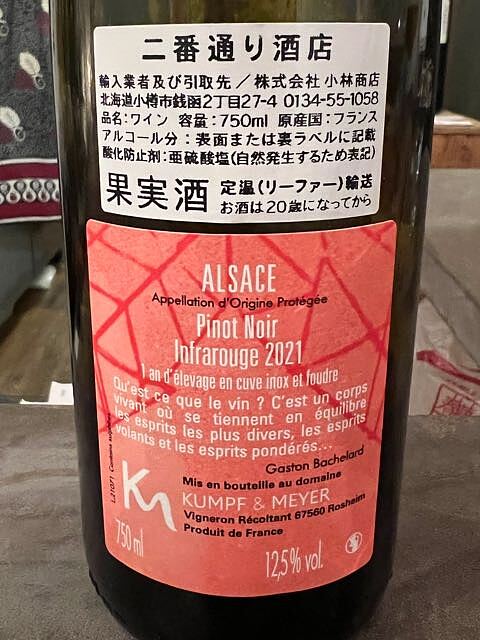 二番通り酒店
輸入業者及び引取先／株式会社 小林商店
北海道小樽市銭函2丁目27-4 0134-55-1058
品名:ワイン 容量:750ml 原産国:フランス
アルコール分:表面または裏ラベルに記載
酸化防止剤:亜硫酸塩(自然発生するため表記)
果実酒 定温(リーファー)輸送
お酒は20歳になってから
ALSACE
Appellation d'Origine Protégée
Pinot Noir
Infrarouge 2021
1 an d'élevage en cuve inox et foudre
Qu'est ce que le vin ? C'est un corps
vivant où se tiennent en équilibre
les esprits les plus divers, les esprits
volants et les esprits pondérés...
Gaston Bachelard
Mis en bouteille au domaine
KM KUMPF & MEYER
Vigneron Récoltant 67560 Rosheim
Produit de France
750 ml
12,5% vol.